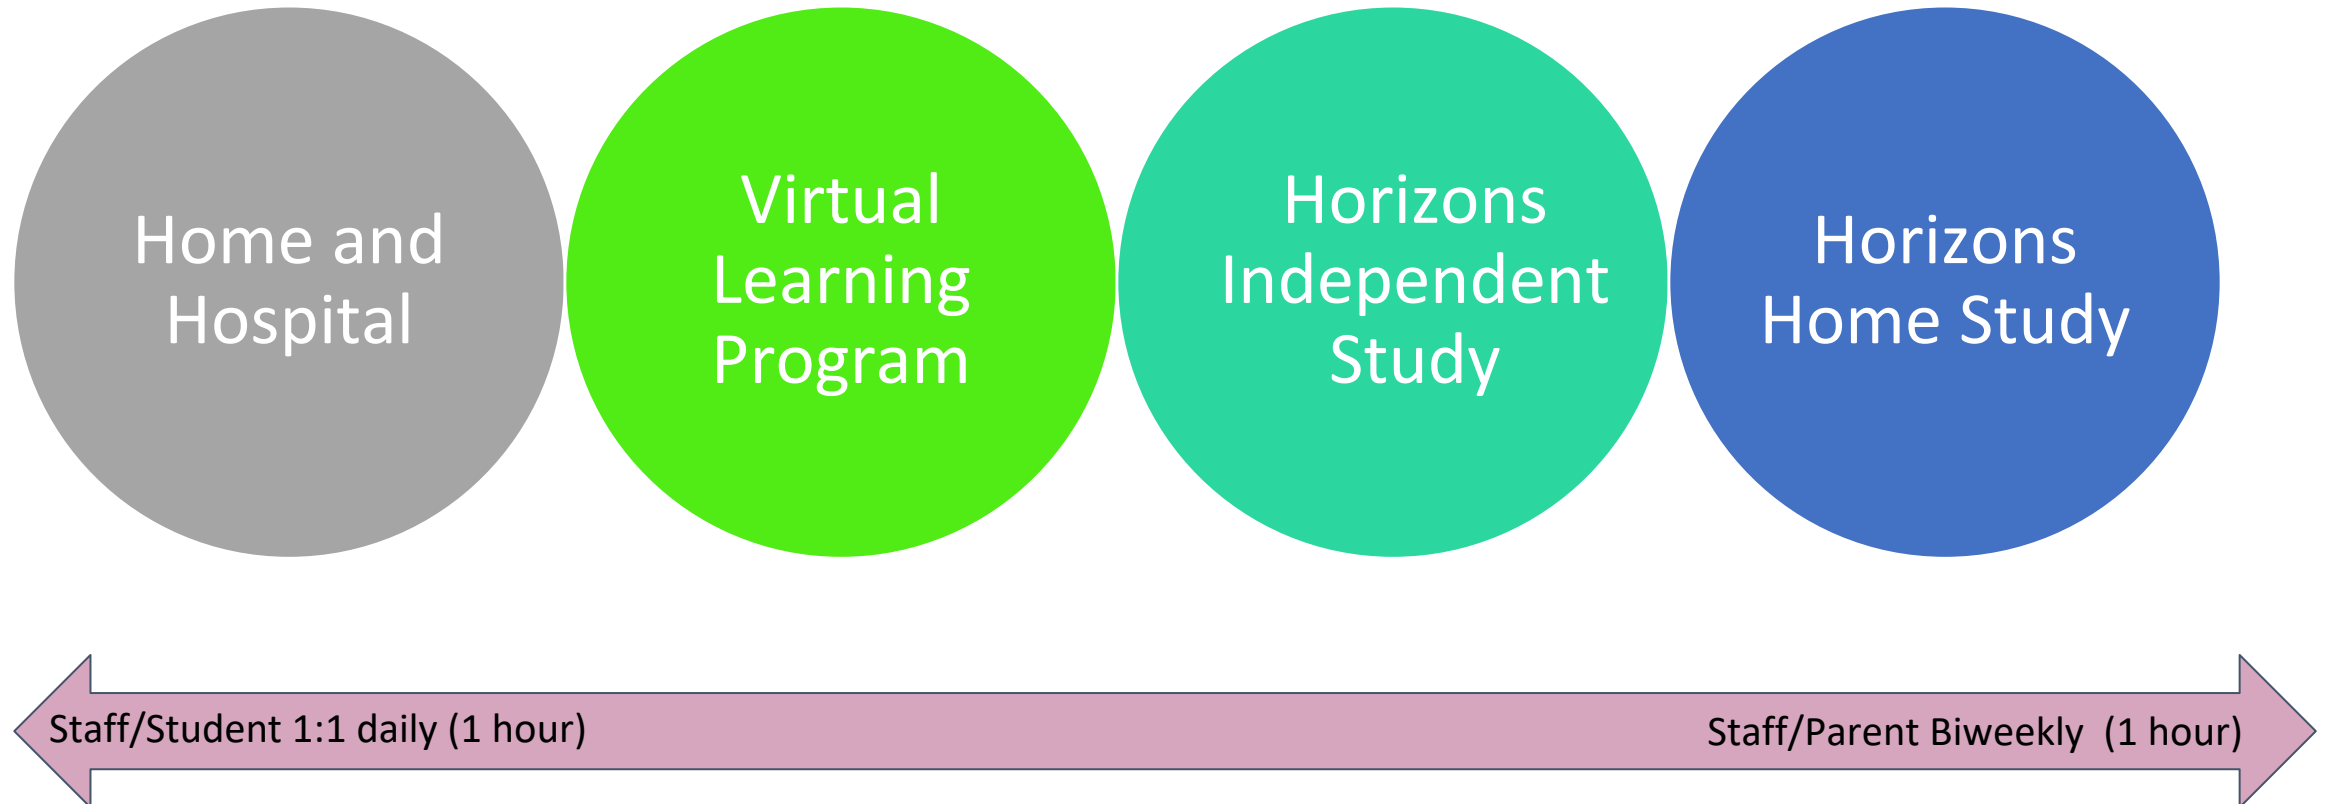 Home and
Hospital
Virtual
Learning
Program
Horizons
Independent
Study
Horizons
Home Study
Staff/Student 1:1 daily (1 hour)
Staff/Parent Biweekly  (1 hour)